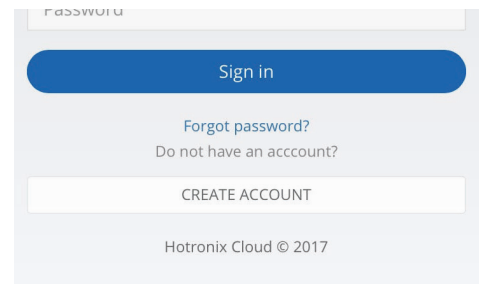 Password
Sign in
Forgot password?
Do not have an acccount?
CREATE ACCOUNT
Hotronix Cloud © 2017